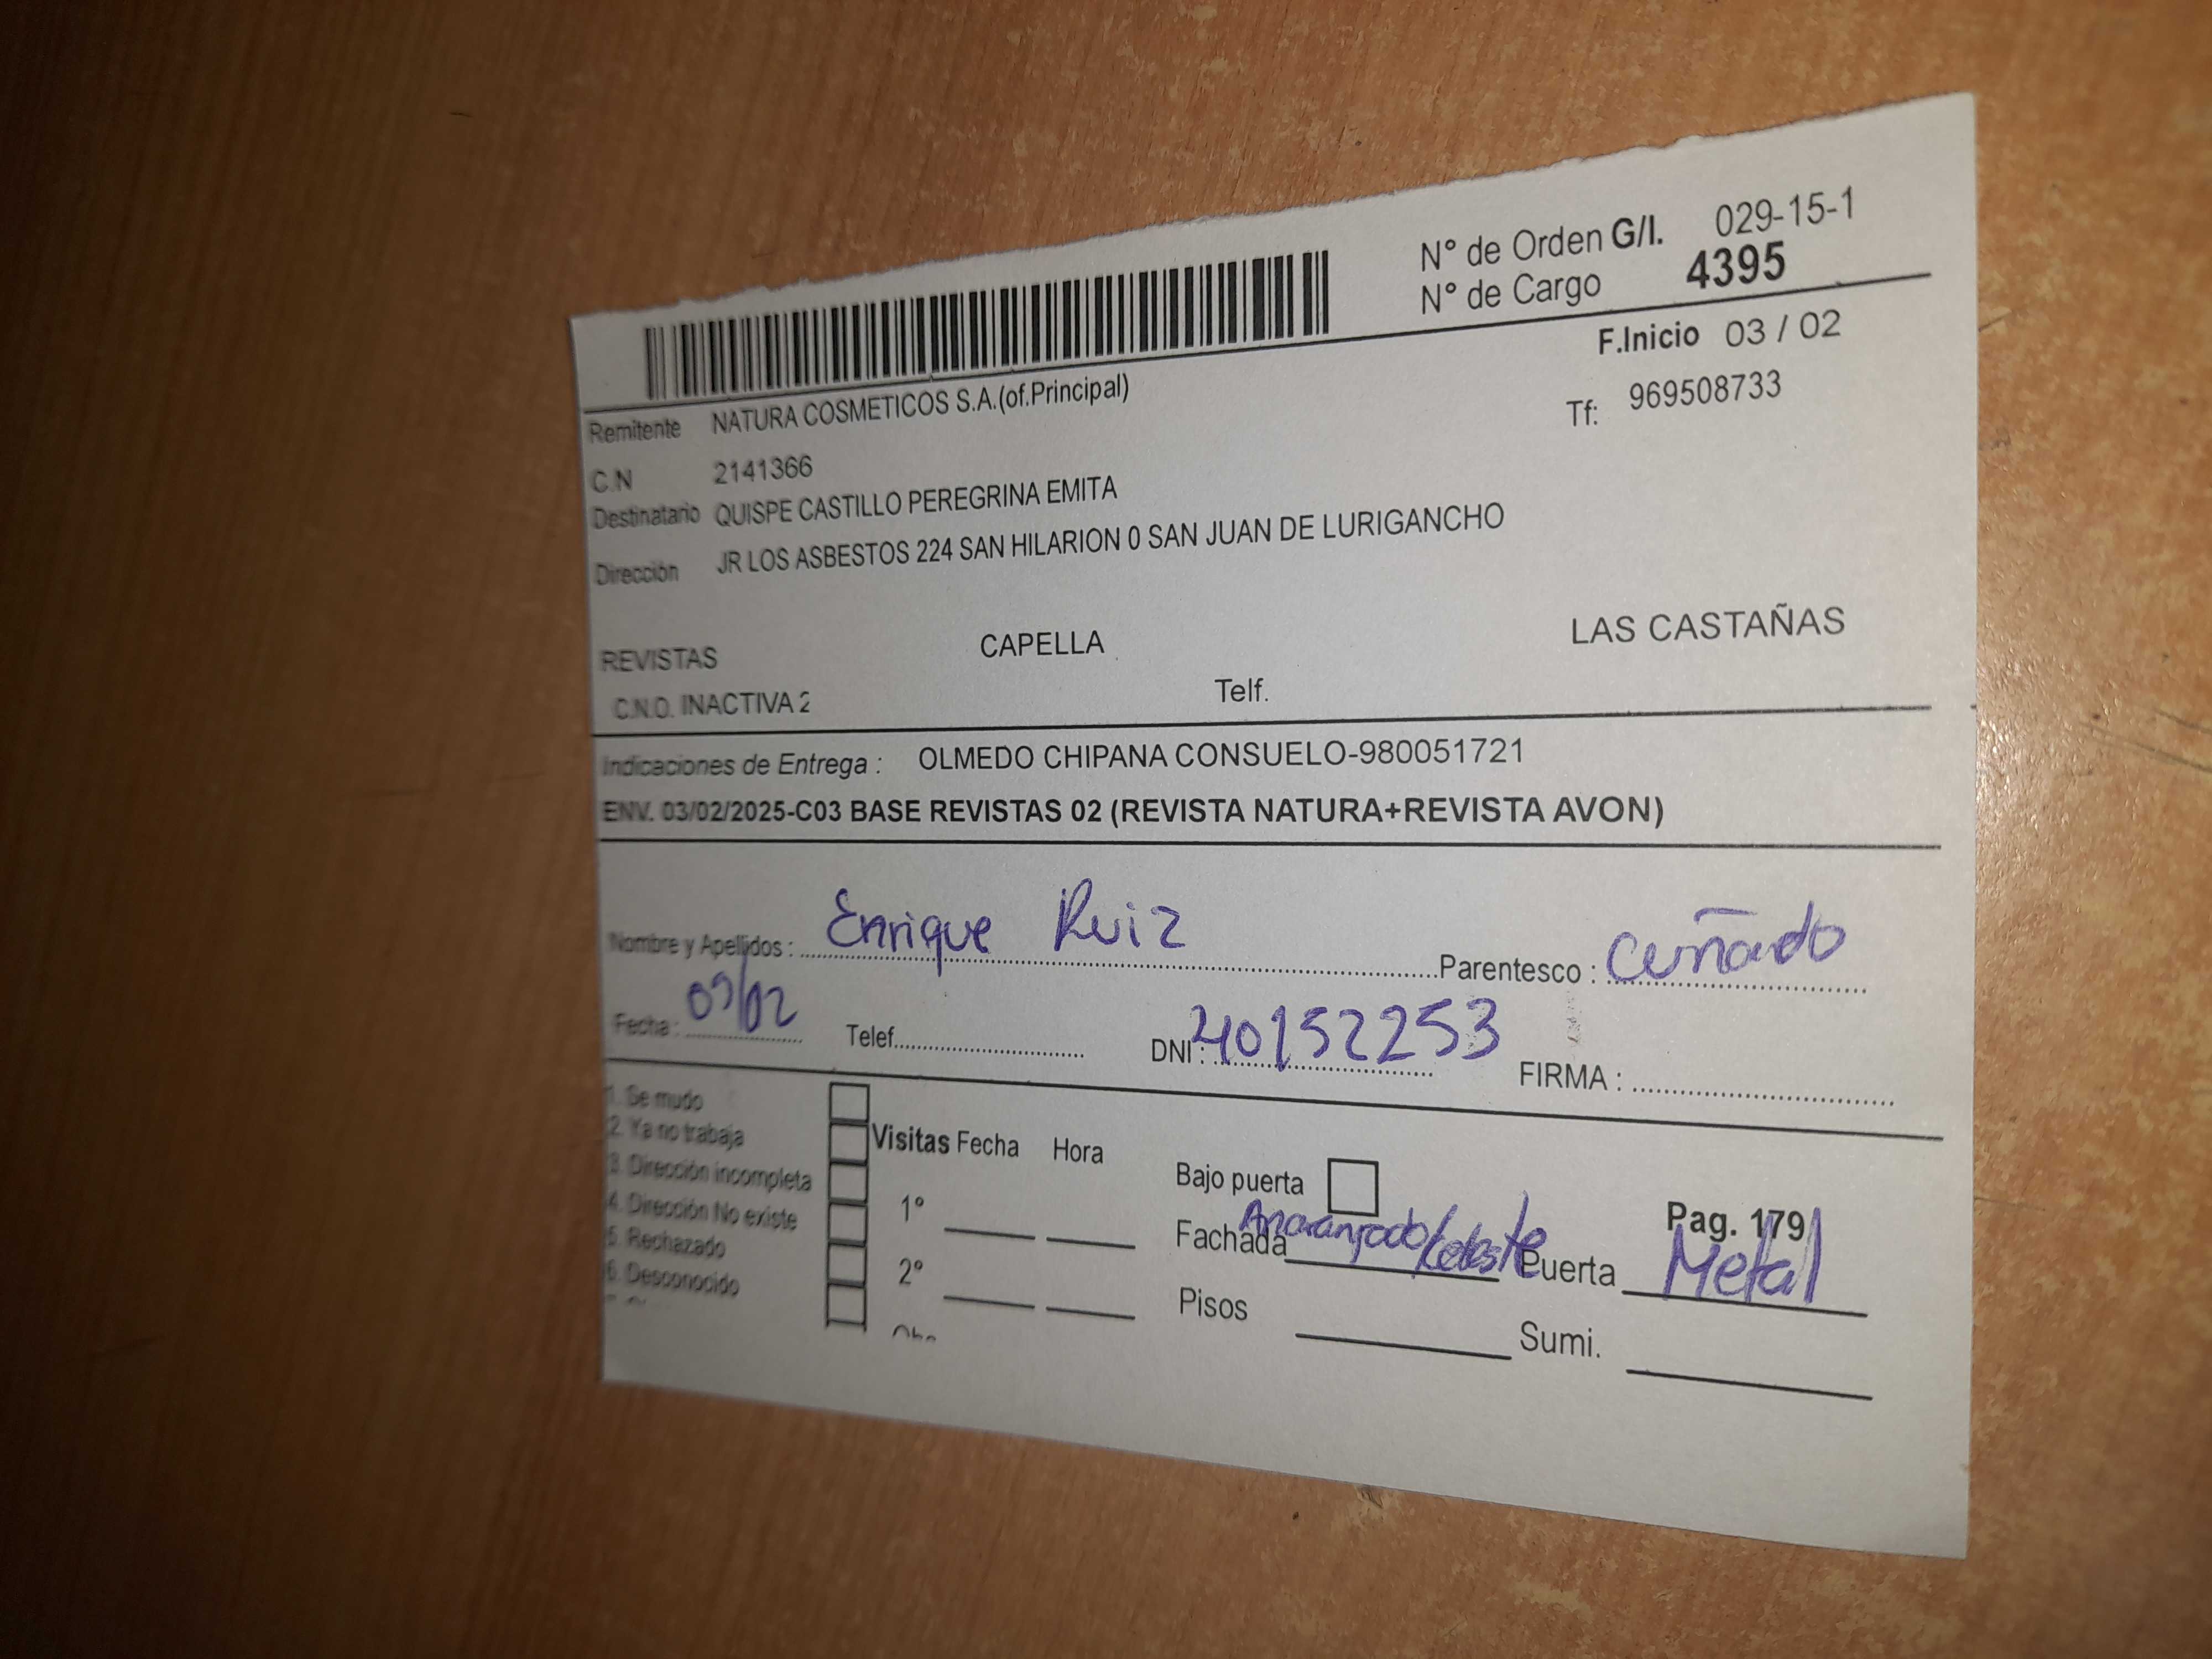 N° de Orden G/I. 029-15-1
N° de Cargo 4395
F.Inicio 03 / 02
Remitente NATURA COSMETICOS S.A.(of.Principal)
Tf: 969508733
C.N 2141366
Destinatario QUISPE CASTILLO PEREGRINA EMITA
Dirección JR LOS ASBESTOS 224 SAN HILARION 0 SAN JUAN DE LURIGANCHO
REVISTAS CAPELLA LAS CASTAÑAS
C.N.O. INACTIVA 2 Telf.
Indicaciones de Entrega : OLMEDO CHIPANA CONSUELO-980051721
ENV. 03/02/2025-C03 BASE REVISTAS 02 (REVISTA NATURA+REVISTA AVON)
Nombre y Apellidos : Enrique Ruiz Parentesco : Cuñado
Fecha : /02 Telef. DNI : 40152253 FIRMA :
1. Se mudo
2. Ya no trabaja
3. Dirección incompleta
4. Dirección No existe
5. Rechazado
6. Desconocido
Visitas Fecha Hora
1°
2°
Bajo puerta
Pag. 179
Fachada Anaranjado/Celeste Puerta Metal
Pisos Sumi.